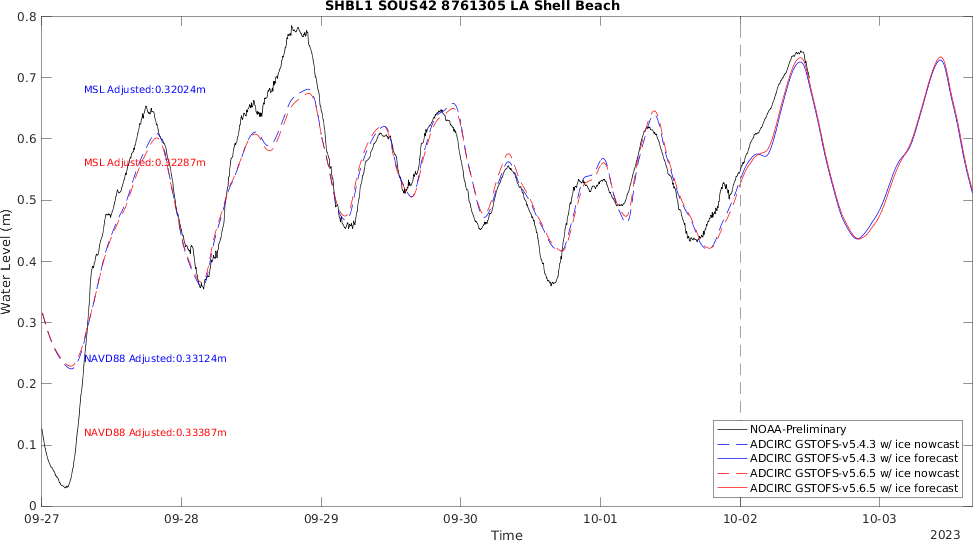 SHBL1 SOUS42 8761305 LA Shell Beach
0.8
0.7
0.6
0.5
0.4
0.3
0.2
0.1
0
Water Level (m)
MSL Adjusted:0.32024m
MSL Adjusted:0.32287m
NAVD88 Adjusted:0.33124m
NAVD88 Adjusted:0.33387m
NOAA-Preliminary
ADCIRC GSTOFS-v5.4.3 w/ ice nowcast
ADCIRC GSTOFS-v5.4.3 w/ ice forecast
ADCIRC GSTOFS-v5.6.5 w/ ice nowcast
ADCIRC GSTOFS-v5.6.5 w/ ice forecast
09-27 09-28 09-29 09-30 10-01 10-02 10-03
Time
2023